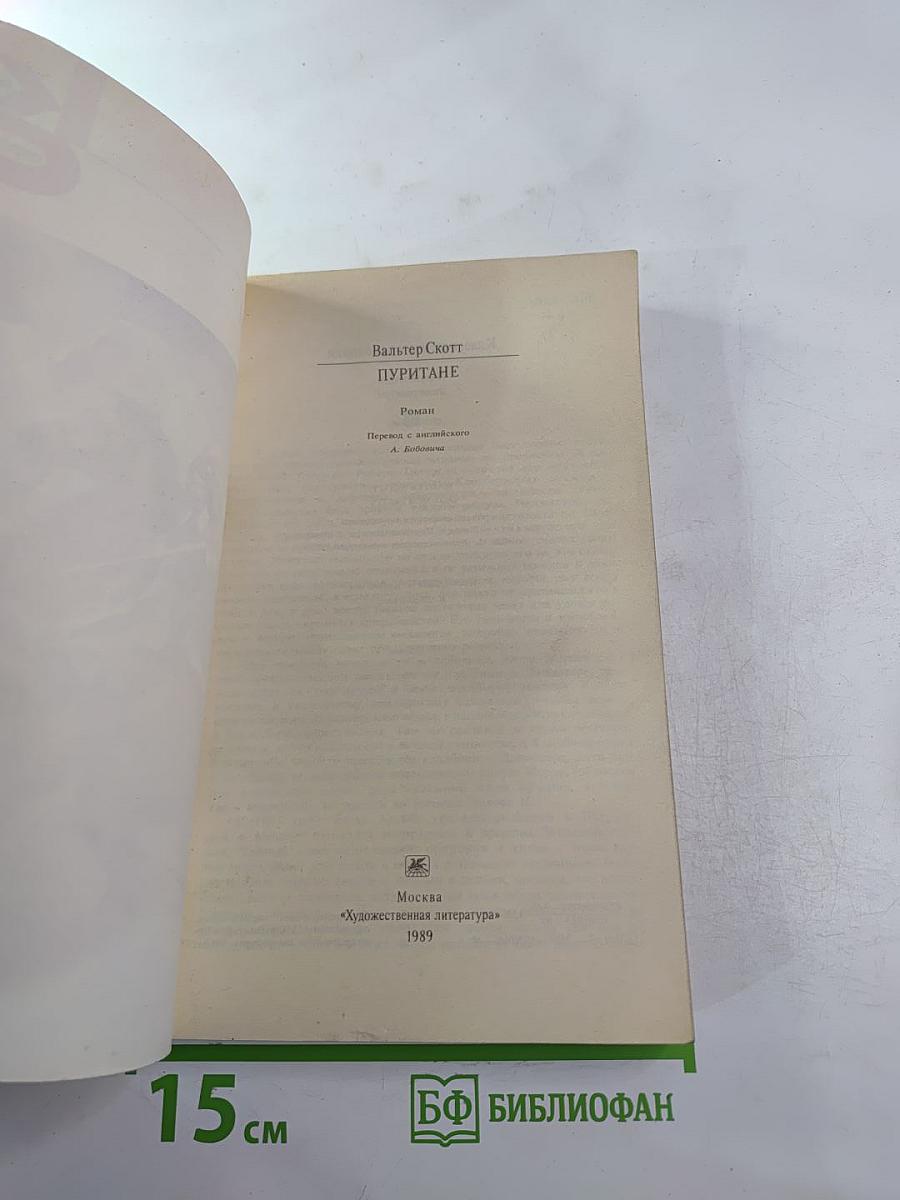 Вальтер Скотт
ПУРИТАНЕ
Роман
Перевод с английского
А. Бобовича
Москва
«Художественная литература»
1989
15 см
БФ БИБЛИОФАН